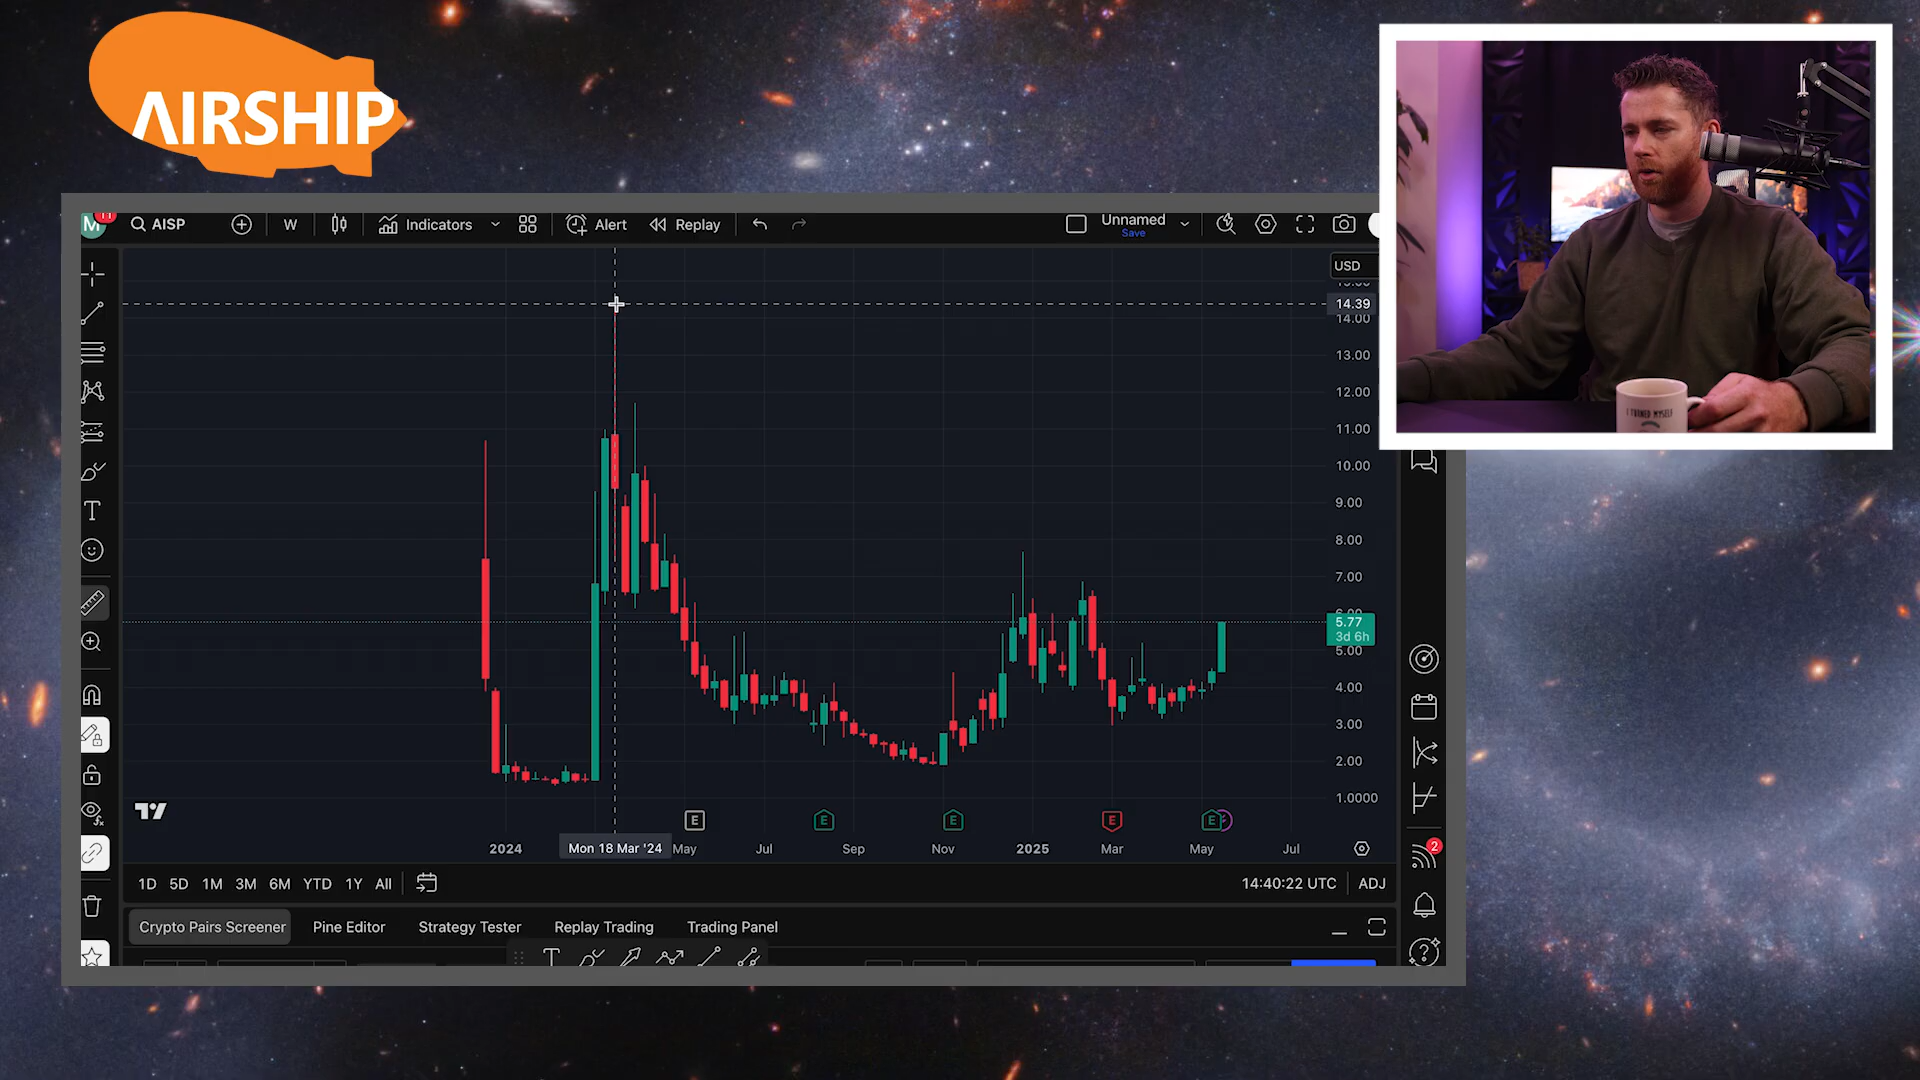 AIRSHIP
M
11
AISP
W
Indicators
Alert
Replay
Unnamed
Save
USD
14.39
14.00
13.00
12.00
11.00
10.00
9.00
8.00
7.00
5.77
3d 6h
5.00
4.00
3.00
2.00
1.0000
E
E
E
E
E
2024
Mon 18 Mar '24
May
Jul
Sep
Nov
2025
Mar
May
Jul
2
1D
5D
1M
3M
6M
YTD
1Y
All
14:40:22 UTC
ADJ
Crypto Pairs Screener
Pine Editor
Strategy Tester
Replay Trading
Trading Panel
I TURNED MYSELF